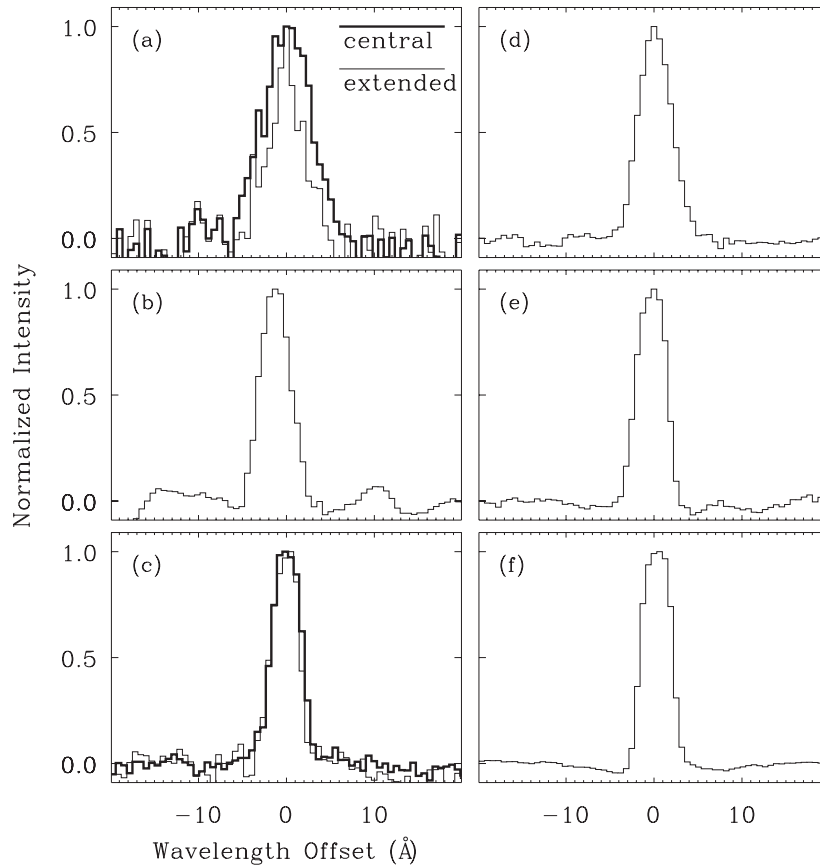 1.0
(a)
central
extended
(d)
0.5
0.0
1.0
(b)
(e)
0.5
0.0
1.0
(c)
(f)
0.5
0.0
−10 0 10
−10 0 10
Wavelength Offset (Å)
Normalized Intensity